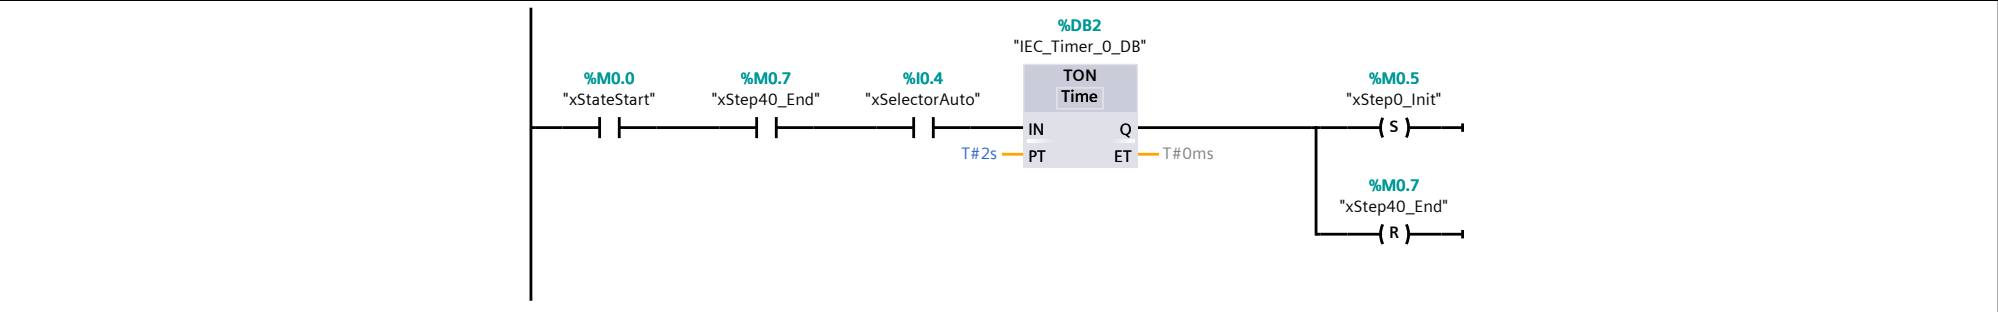 %DB2
"IEC_Timer_0_DB"
%M0.0
"xStateStart"
%M0.7
"xStep40_End"
%I0.4
"xSelectorAuto"
TON
Time
%M0.5
"xStep0_Init"
IN
Q
S
T#2s
PT
ET
T#0ms
%M0.7
"xStep40_End"
R